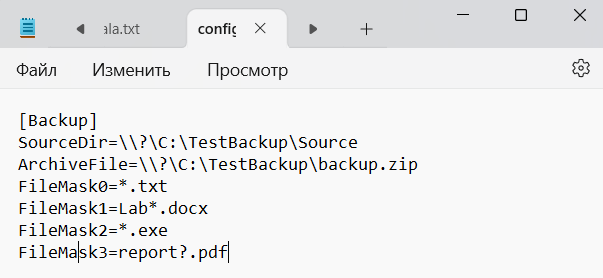 ala.txt
config
Файл Изменить Просмотр
[Backup]
SourceDir=\\?\C:\TestBackup\Source
ArchiveFile=\\?\C:\TestBackup\backup.zip
FileMask0=*.txt
FileMask1=Lab*.docx
FileMask2=*.exe
FileMask3=report?.pdf